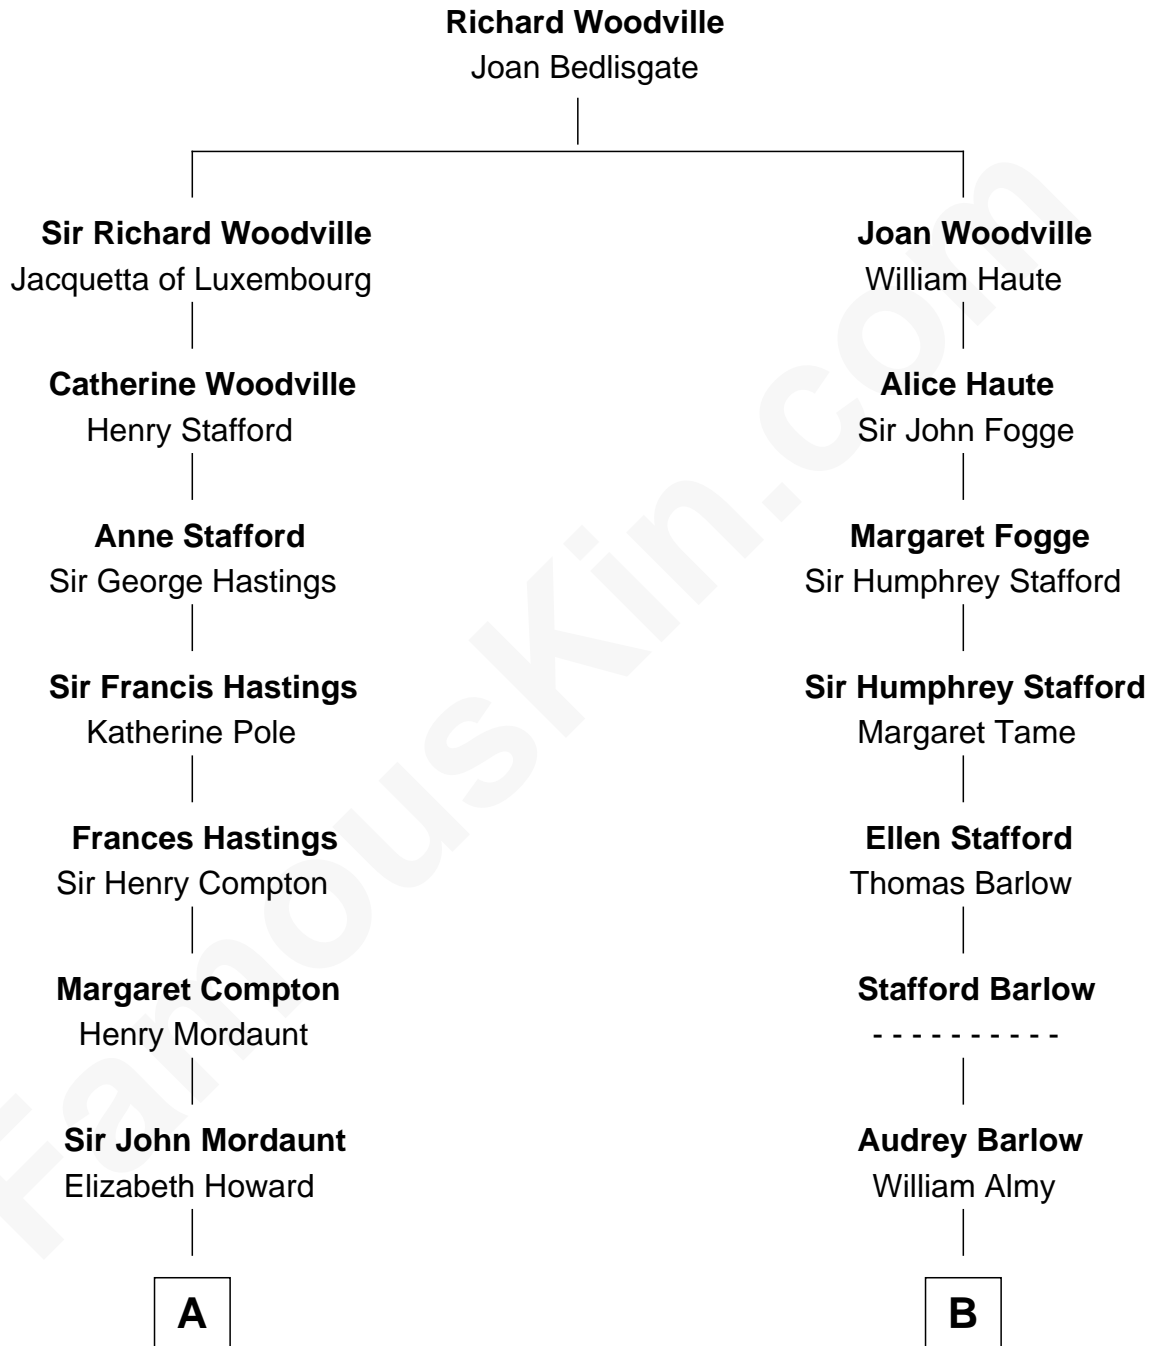 Richard Woodville
Joan Bedlisgate
Sir Richard Woodville
Jacquetta of Luxembourg
Joan Woodville
William Haute
Catherine Woodville
Henry Stafford
Alice Haute
Sir John Fogge
Anne Stafford
Sir George Hastings
Margaret Fogge
Sir Humphrey Stafford
Sir Francis Hastings
Katherine Pole
Sir Humphrey Stafford
Margaret Tame
Frances Hastings
Sir Henry Compton
Ellen Stafford
Thomas Barlow
Margaret Compton
Henry Mordaunt
Stafford Barlow
- - - - - - - - - -
Sir John Mordaunt
Elizabeth Howard
Audrey Barlow
William Almy
A
B
FamousKin.com